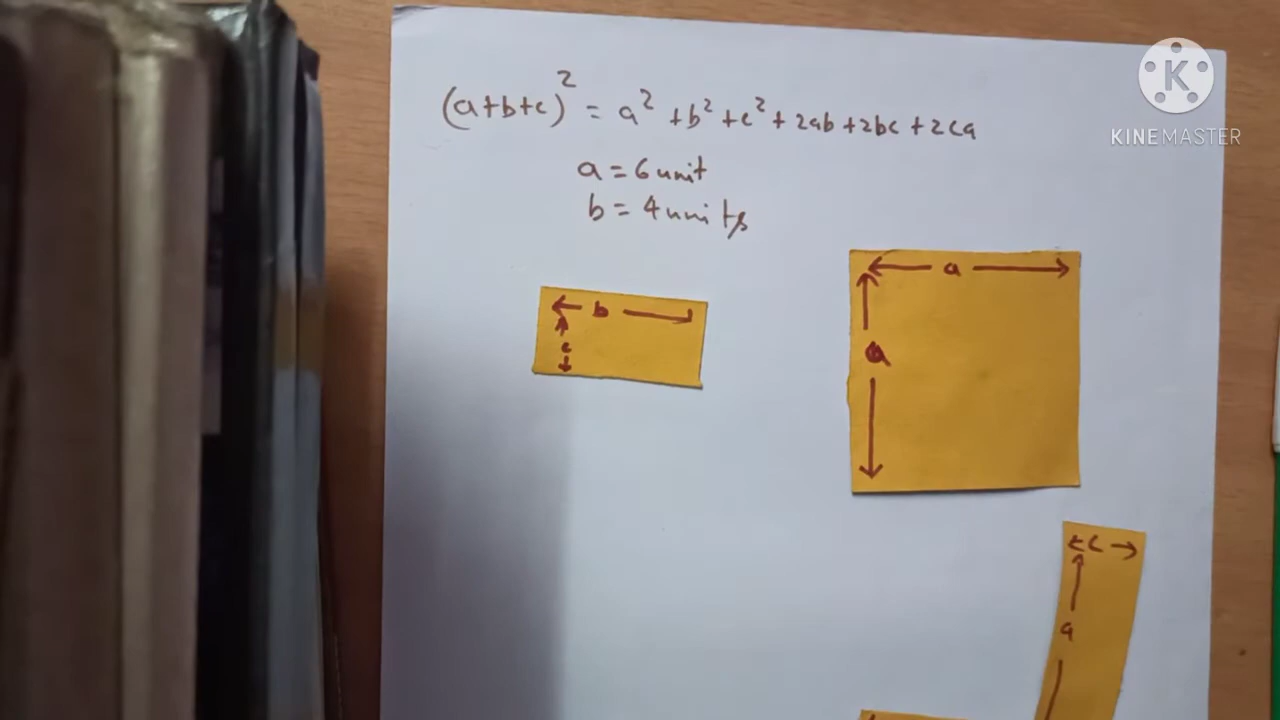 (a+b+c)² = a² + b² + c² + 2ab + 2bc + 2ca
a = 6 unit
b = 4 units
K
KINEMASTER
b
c
a
a
c
a